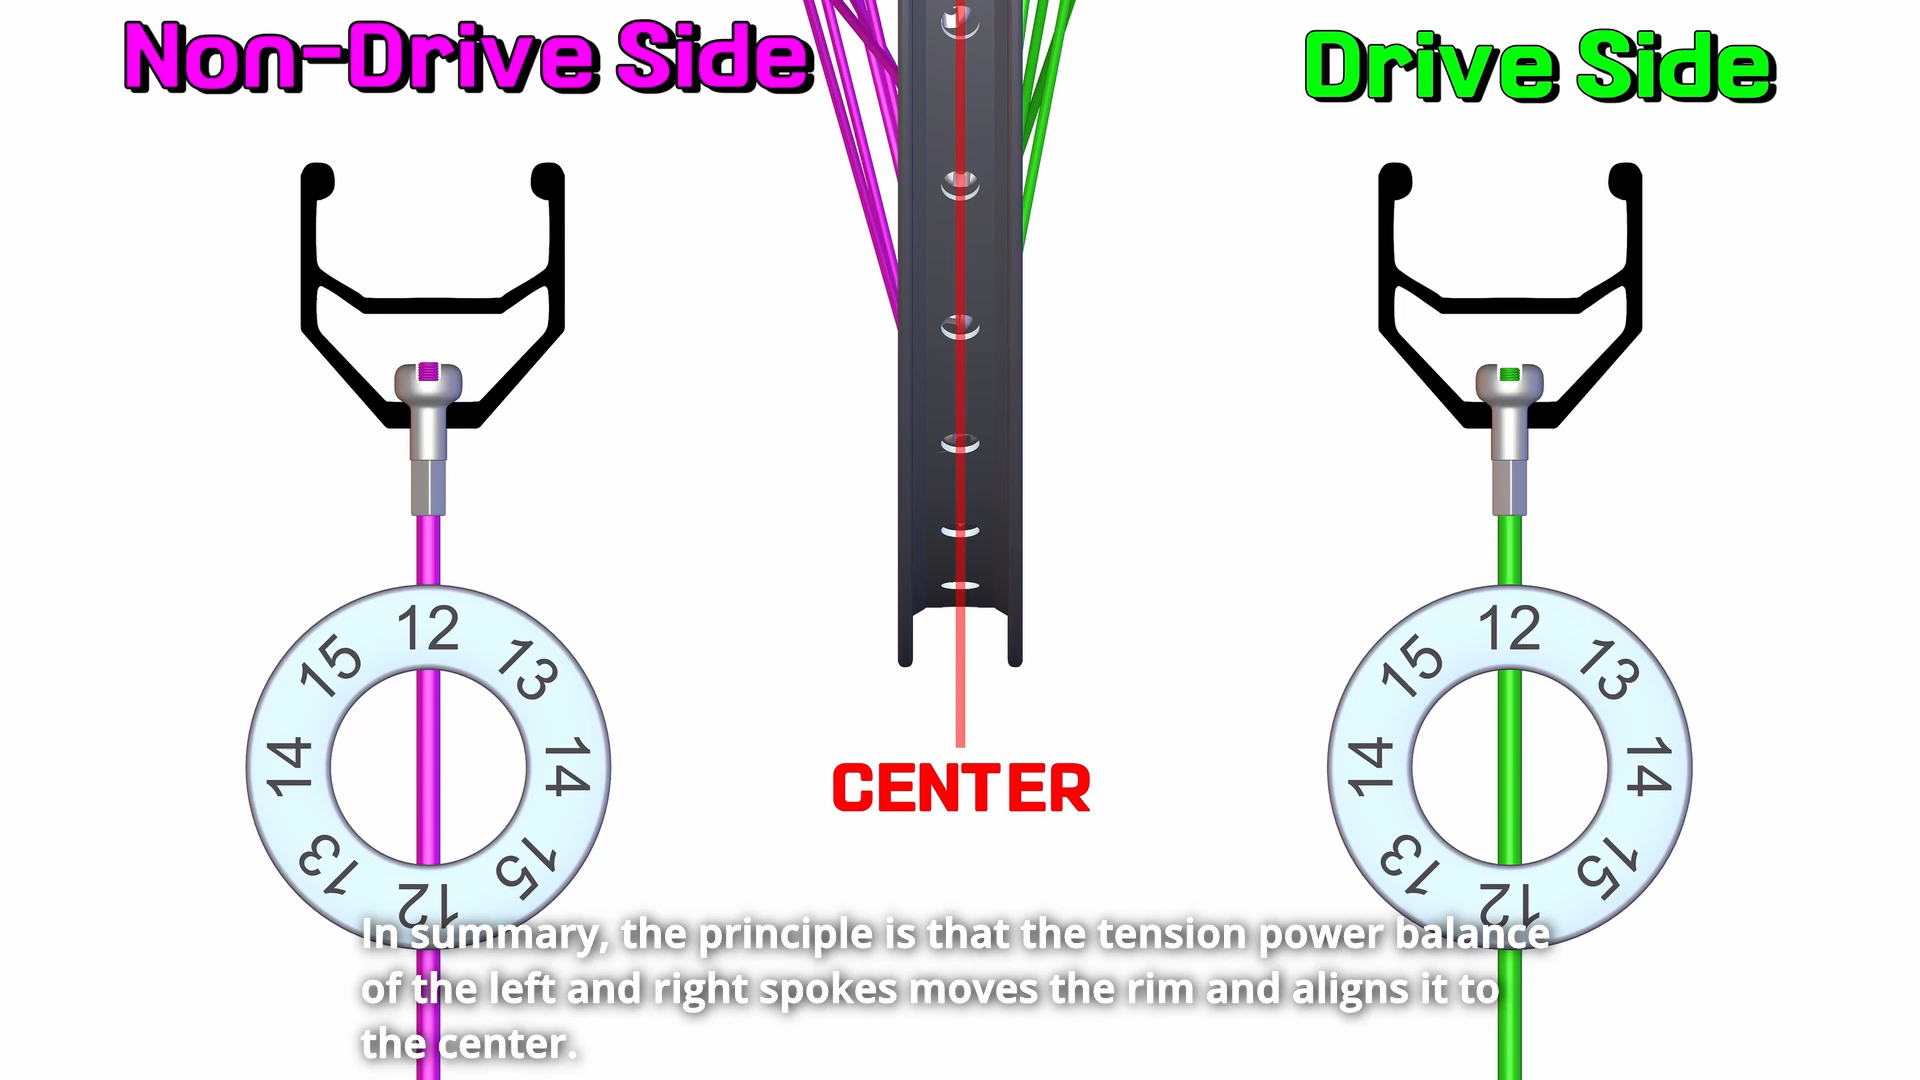 Non-Drive Side
Drive Side
12
13
14
15
12
13
14
15
12
13
14
15
12
13
14
15
CENTER
In summary, the principle is that the tension power balance
of the left and right spokes moves the rim and aligns it to
the center.